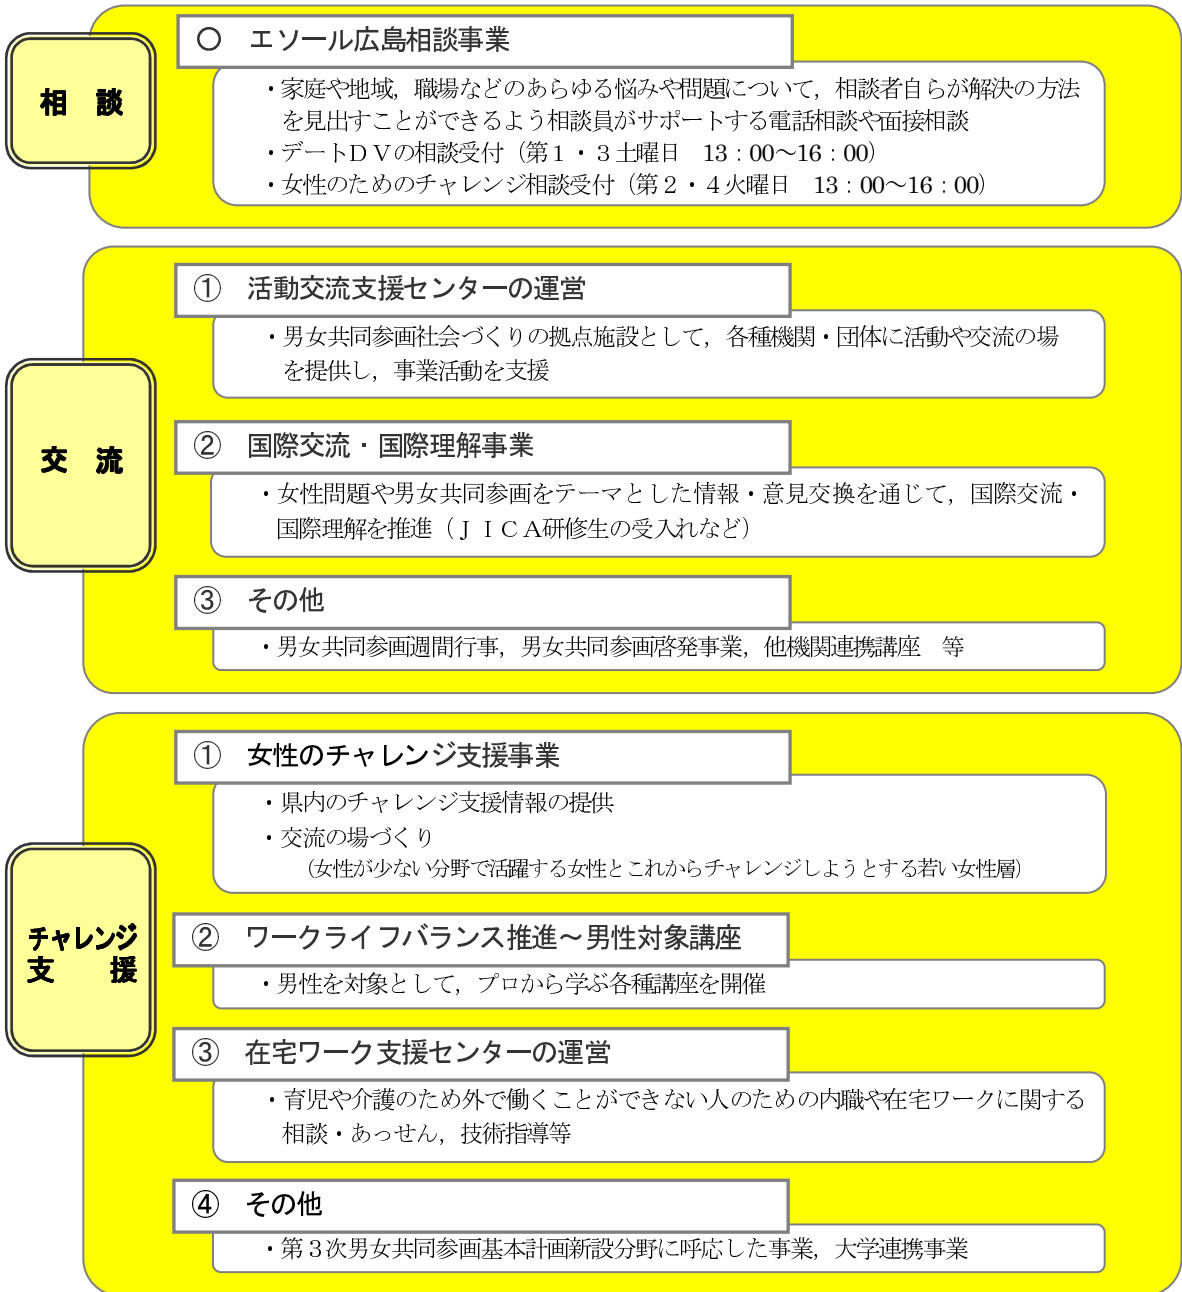 相　談
○　エソール広島相談事業
・家庭や地域，職場などのあらゆる悩みや問題について，相談者自らが解決の方法
を見出すことができるよう相談員がサポートする電話相談や面接相談
・デートＤＶの相談受付（第１・３土曜日　13：00～16：00）
・女性のためのチャレンジ相談受付（第２・４火曜日　13：00～16：00）
交　流
①　活動交流支援センターの運営
・男女共同参画社会づくりの拠点施設として，各種機関・団体に活動や交流の場
を提供し，事業活動を支援
②　国際交流・国際理解事業
・女性問題や男女共同参画をテーマとした情報・意見交換を通じて，国際交流・
国際理解を推進（ＪＩＣＡ研修生の受入れなど）
③　その他
・男女共同参画週間行事，男女共同参画啓発事業，他機関連携講座　等
チャレンジ
支　　援
①　女性のチャレンジ支援事業
・県内のチャレンジ支援情報の提供
・交流の場づくり
（女性が少ない分野で活躍する女性とこれからチャレンジしようとする若い女性層）
②　ワークライフバランス推進～男性対象講座
・男性を対象として，プロから学ぶ各種講座を開催
③　在宅ワーク支援センターの運営
・育児や介護のため外で働くことができない人のための内職や在宅ワークに関する
相談・あっせん，技術指導等
④　その他
・第３次男女共同参画基本計画新設分野に呼応した事業，大学連携事業